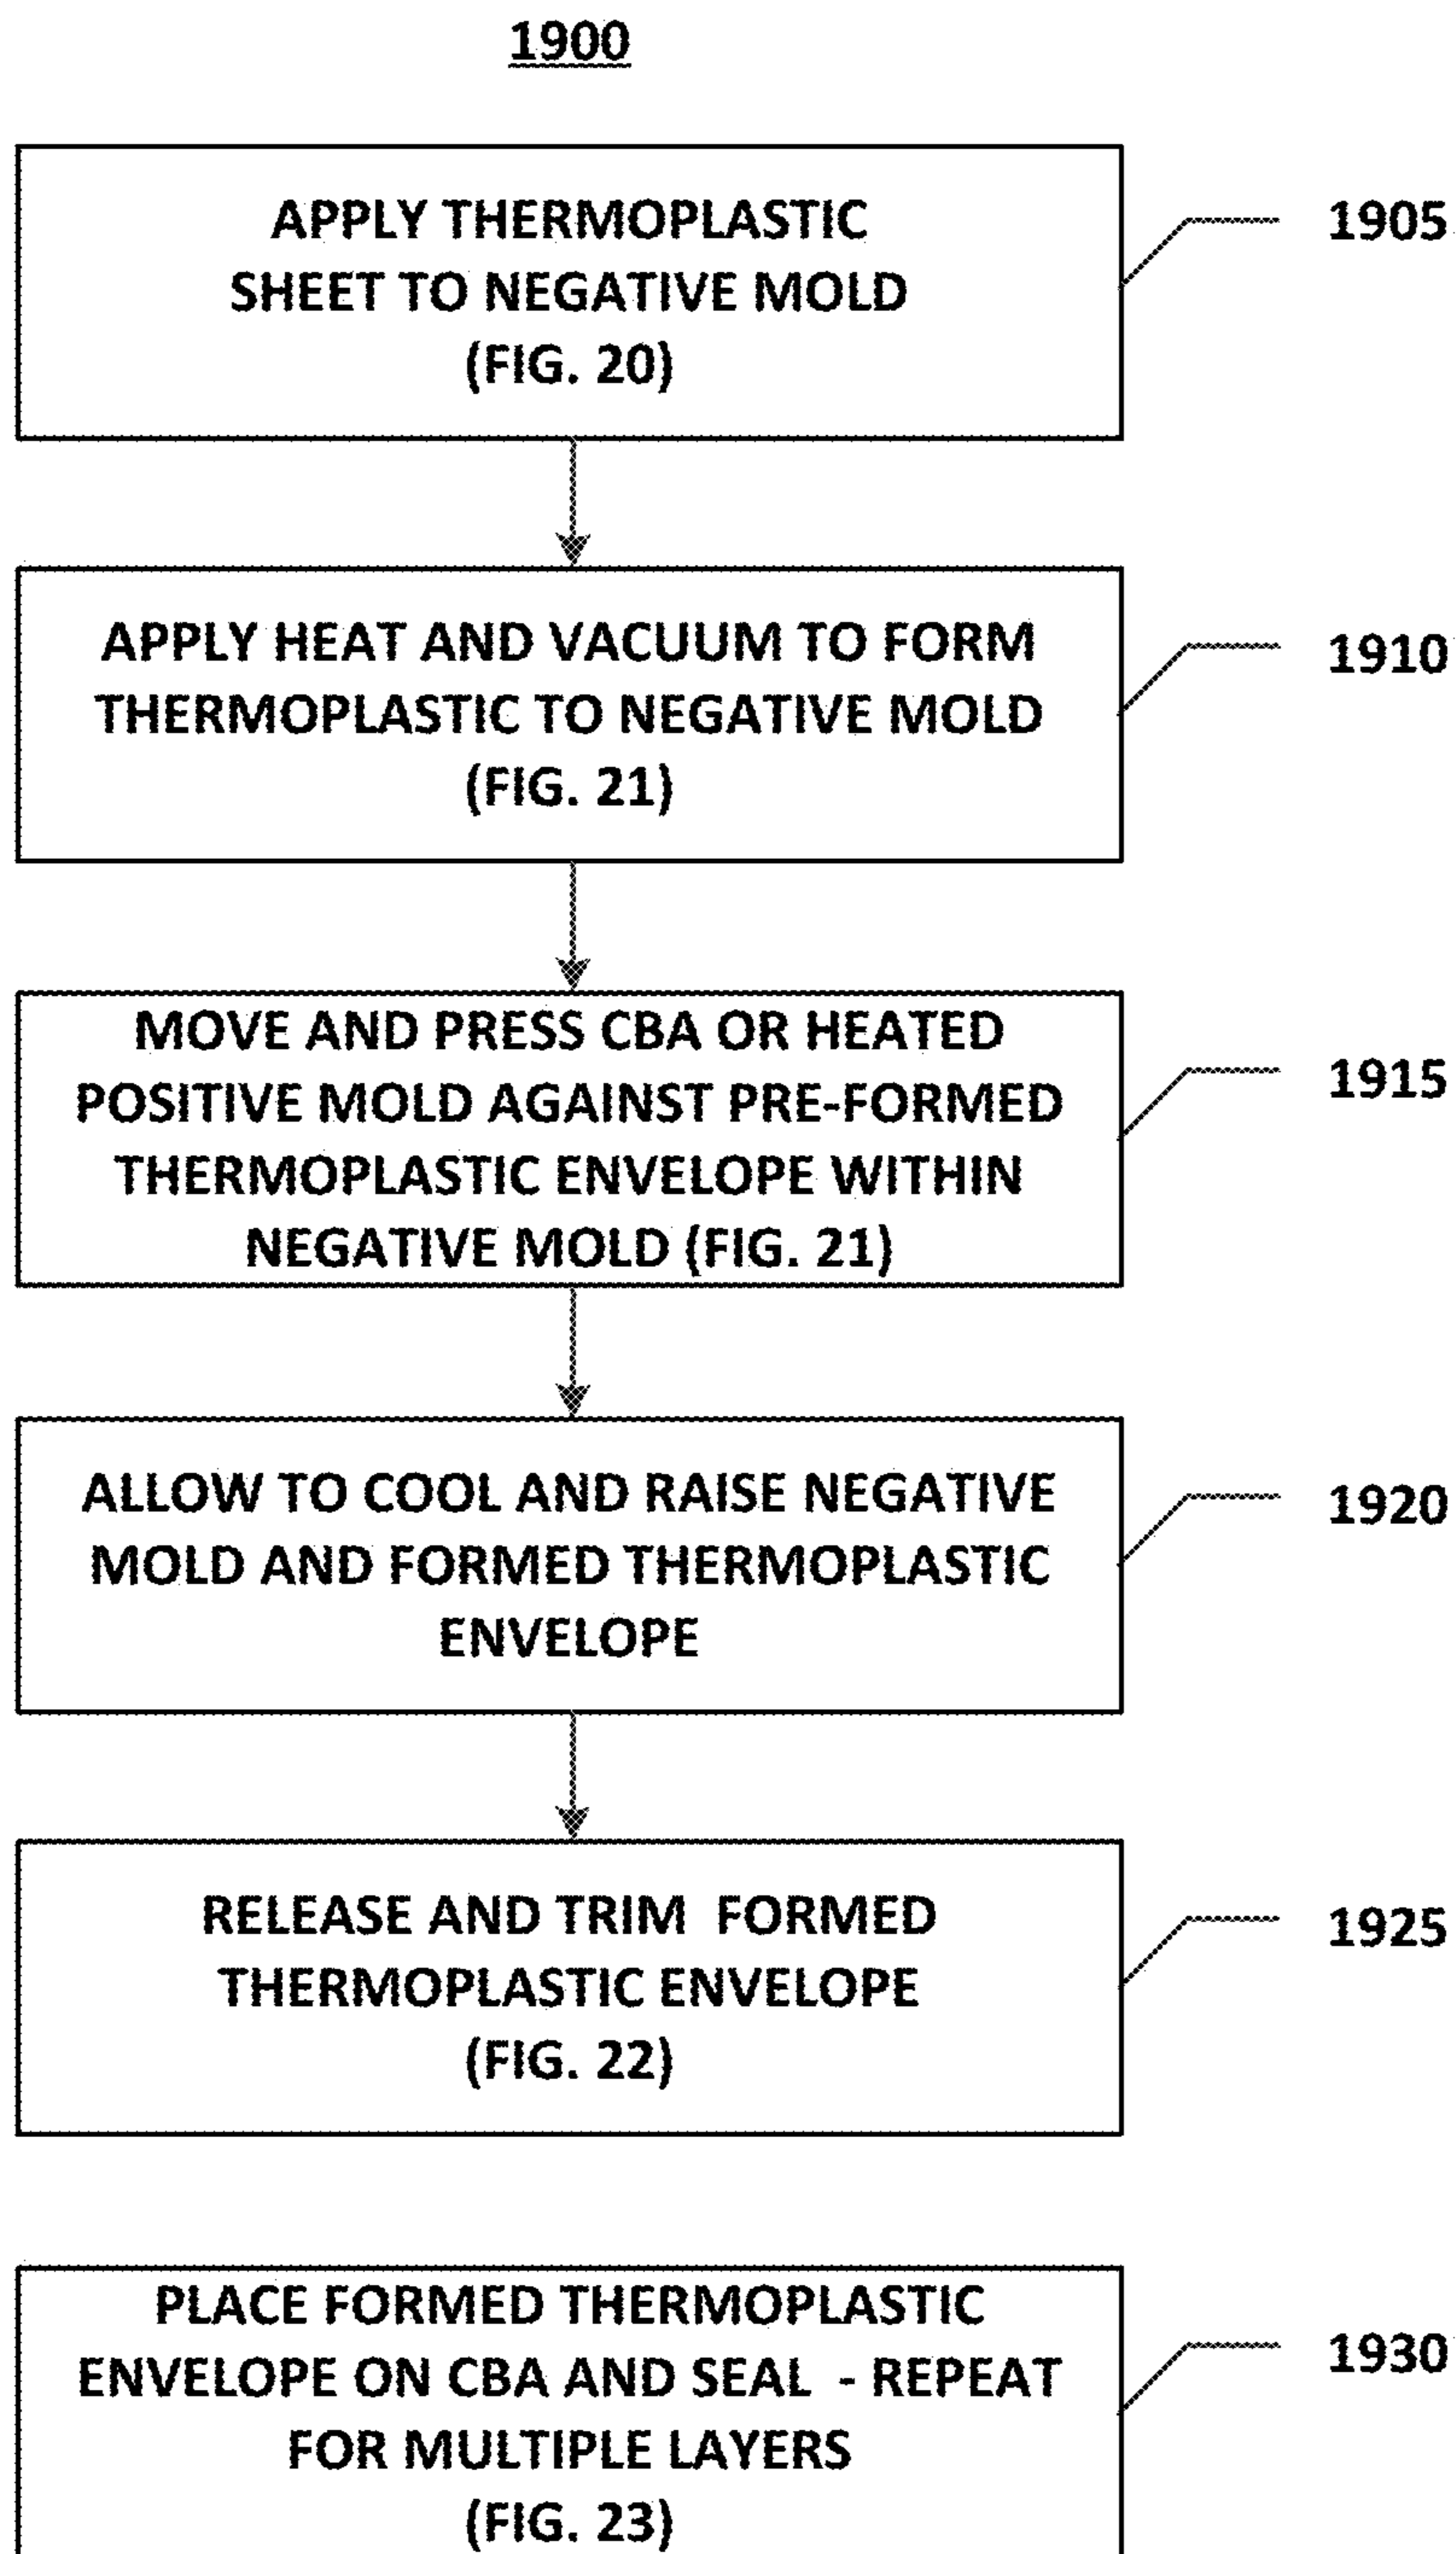 1900
APPLY THERMOPLASTIC
SHEET TO NEGATIVE MOLD
(FIG. 20)
1905
APPLY HEAT AND VACUUM TO FORM
THERMOPLASTIC TO NEGATIVE MOLD
(FIG. 21)
1910
MOVE AND PRESS CBA OR HEATED
POSITIVE MOLD AGAINST PRE-FORMED
THERMOPLASTIC ENVELOPE WITHIN
NEGATIVE MOLD (FIG. 21)
1915
ALLOW TO COOL AND RAISE NEGATIVE
MOLD AND FORMED THERMOPLASTIC
ENVELOPE
1920
RELEASE AND TRIM FORMED
THERMOPLASTIC ENVELOPE
(FIG. 22)
1925
PLACE FORMED THERMOPLASTIC
ENVELOPE ON CBA AND SEAL - REPEAT
FOR MULTIPLE LAYERS
(FIG. 23)
1930